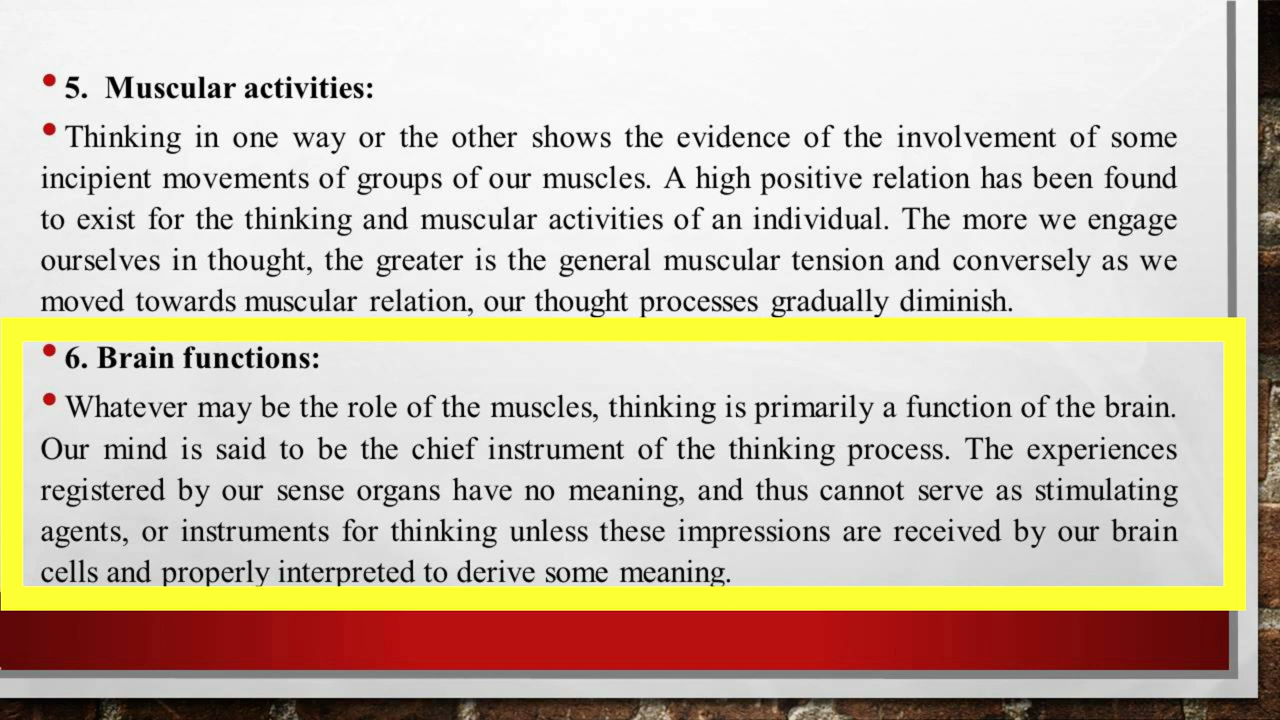 • 5. Muscular activities:
• Thinking in one way or the other shows the evidence of the involvement of some
incipient movements of groups of our muscles. A high positive relation has been found
to exist for the thinking and muscular activities of an individual. The more we engage
ourselves in thought, the greater is the general muscular tension and conversely as we
moved towards muscular relation, our thought processes gradually diminish.
• 6. Brain functions:
• Whatever may be the role of the muscles, thinking is primarily a function of the brain.
Our mind is said to be the chief instrument of the thinking process. The experiences
registered by our sense organs have no meaning, and thus cannot serve as stimulating
agents, or instruments for thinking unless these impressions are received by our brain
cells and properly interpreted to derive some meaning.